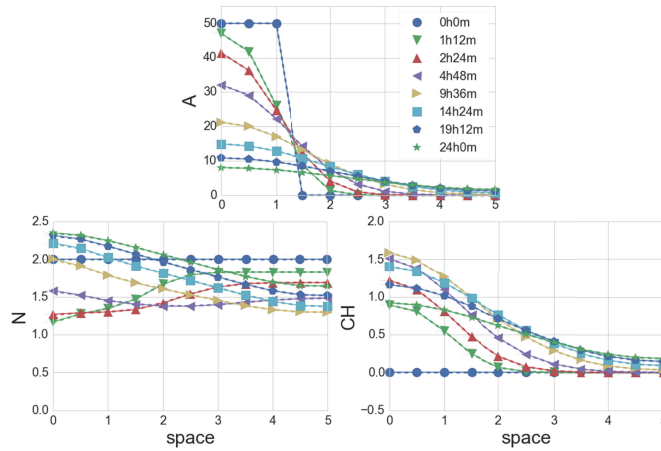 50
40
30
20
10
0
A
0 1 2 3 4 5
0h0m
1h12m
2h24m
4h48m
9h36m
14h24m
19h12m
24h0m
2.5
2.0
1.5
1.0
0.5
0.0
N
0 1 2 3 4 5
space
2.0
1.5
1.0
0.5
0.0
−0.5
CH
0 1 2 3 4
space